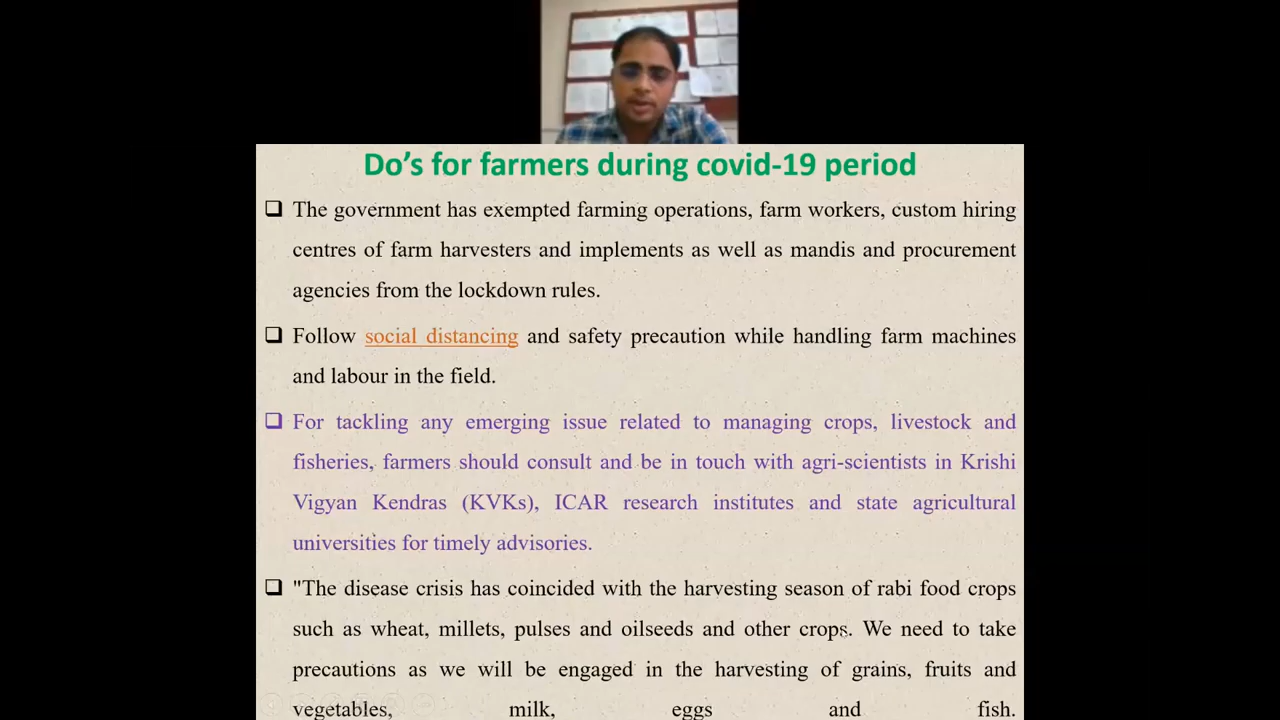 Do's for farmers during covid-19 period
❑ The government has exempted farming operations, farm workers, custom hiring
centres of farm harvesters and implements as well as mandis and procurement
agencies from the lockdown rules.
❑ Follow social distancing and safety precaution while handling farm machines
and labour in the field.
❑ For tackling any emerging issue related to managing crops, livestock and
fisheries, farmers should consult and be in touch with agri-scientists in Krishi
Vigyan Kendras (KVKs), ICAR research institutes and state agricultural
universities for timely advisories.
❑ "The disease crisis has coincided with the harvesting season of rabi food crops
such as wheat, millets, pulses and oilseeds and other crops. We need to take
precautions as we will be engaged in the harvesting of grains, fruits and
vegetables, milk, eggs and fish.